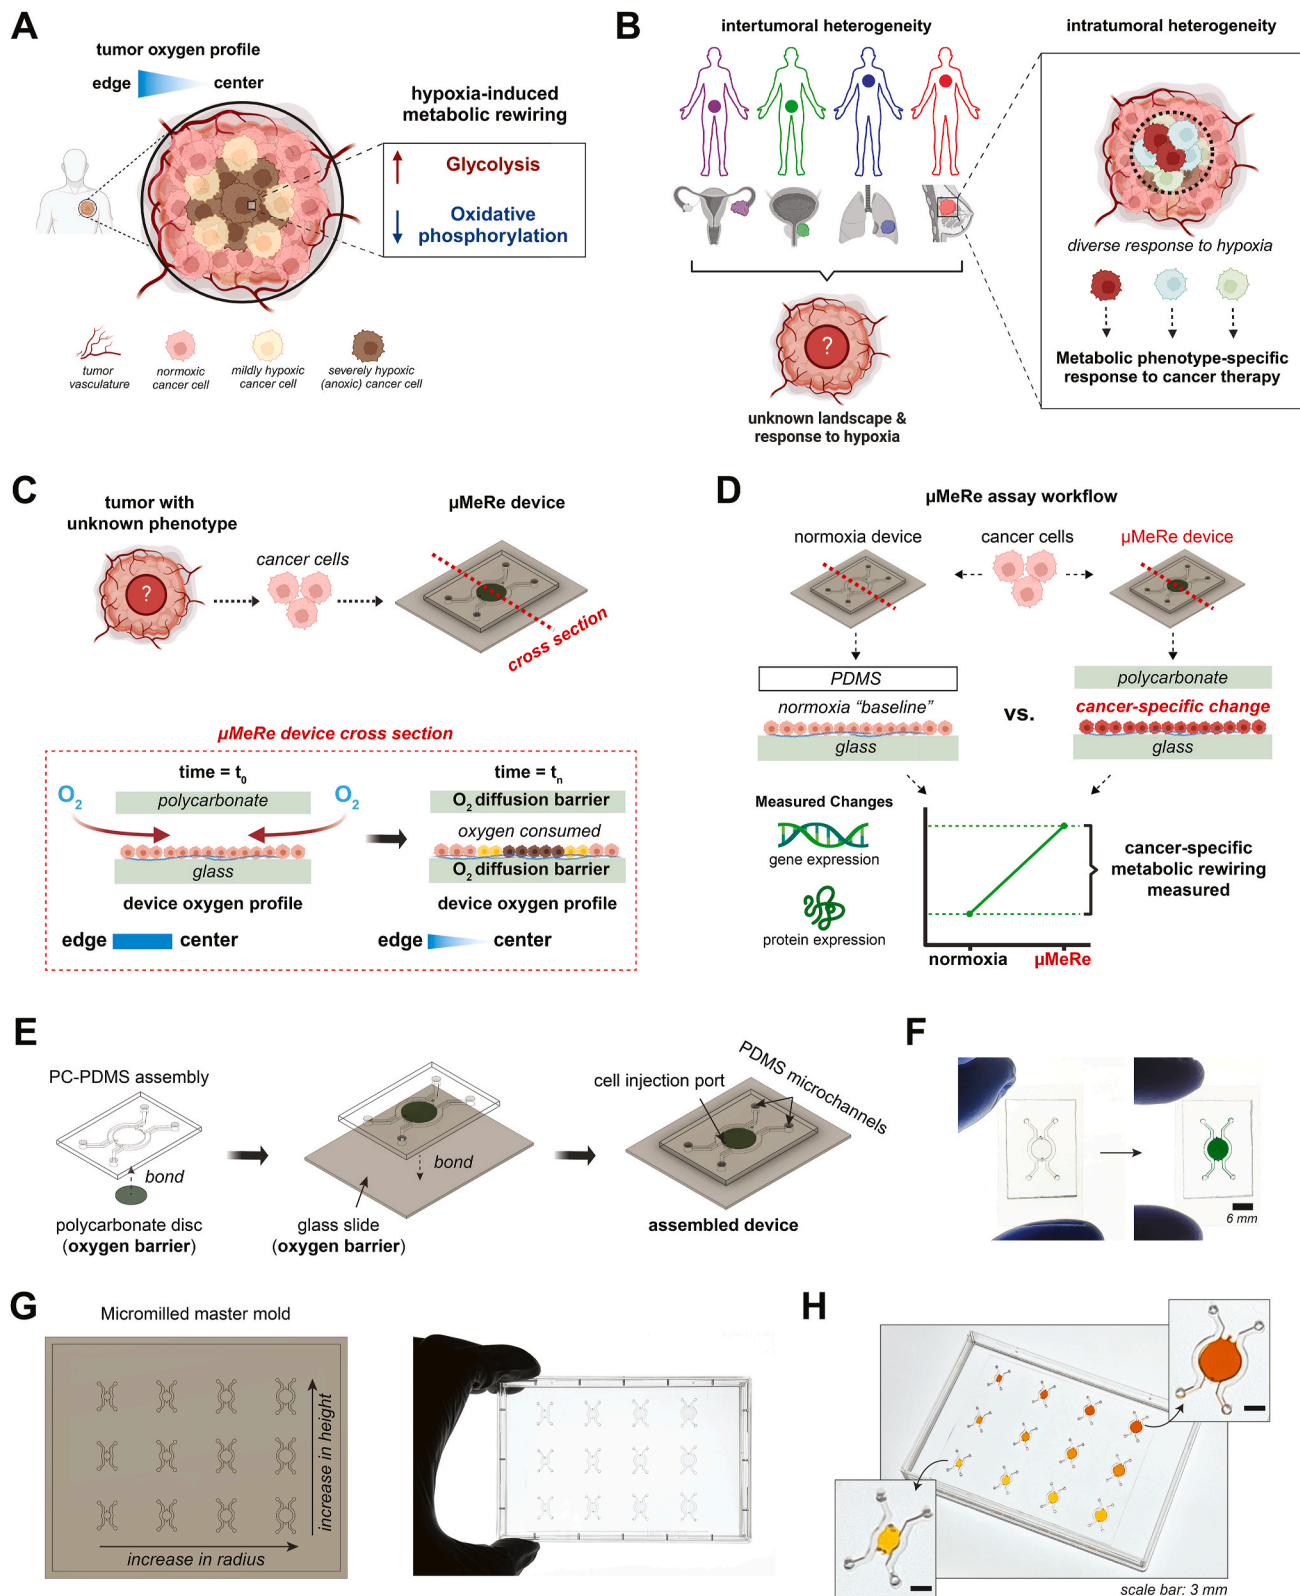 A
tumor oxygen profile
edge
center
hypoxia-induced
metabolic rewiring
Glycolysis
Oxidative
phosphorylation
tumor
vasculature
normoxic
cancer cell
mildly hypoxic
cancer cell
severely hypoxic
(anoxic) cancer cell
B
intertumoral heterogeneity
intratumoral heterogeneity
diverse response to hypoxia
Metabolic phenotype-specific
response to cancer therapy
?
unknown landscape &
response to hypoxia
C
tumor with
unknown phenotype
?
cancer cells
µMeRe device
cross section
µMeRe device cross section
time = t0
O2
polycarbonate
O2
glass
device oxygen profile
edge
center
time = tn
O2 diffusion barrier
oxygen consumed
O2 diffusion barrier
device oxygen profile
edge
center
D
µMeRe assay workflow
normoxia device
cancer cells
µMeRe device
PDMS
normoxia “baseline”
glass
vs.
polycarbonate
cancer-specific change
glass
Measured Changes
gene expression
protein expression
normoxia
µMeRe
cancer-specific
metabolic rewiring
measured
E
PC-PDMS assembly
bond
polycarbonate disc
(oxygen barrier)
bond
glass slide
(oxygen barrier)
cell injection port
PDMS microchannels
assembled device
F
6 mm
G
Micromilled master mold
increase in height
increase in radius
H
scale bar: 3 mm